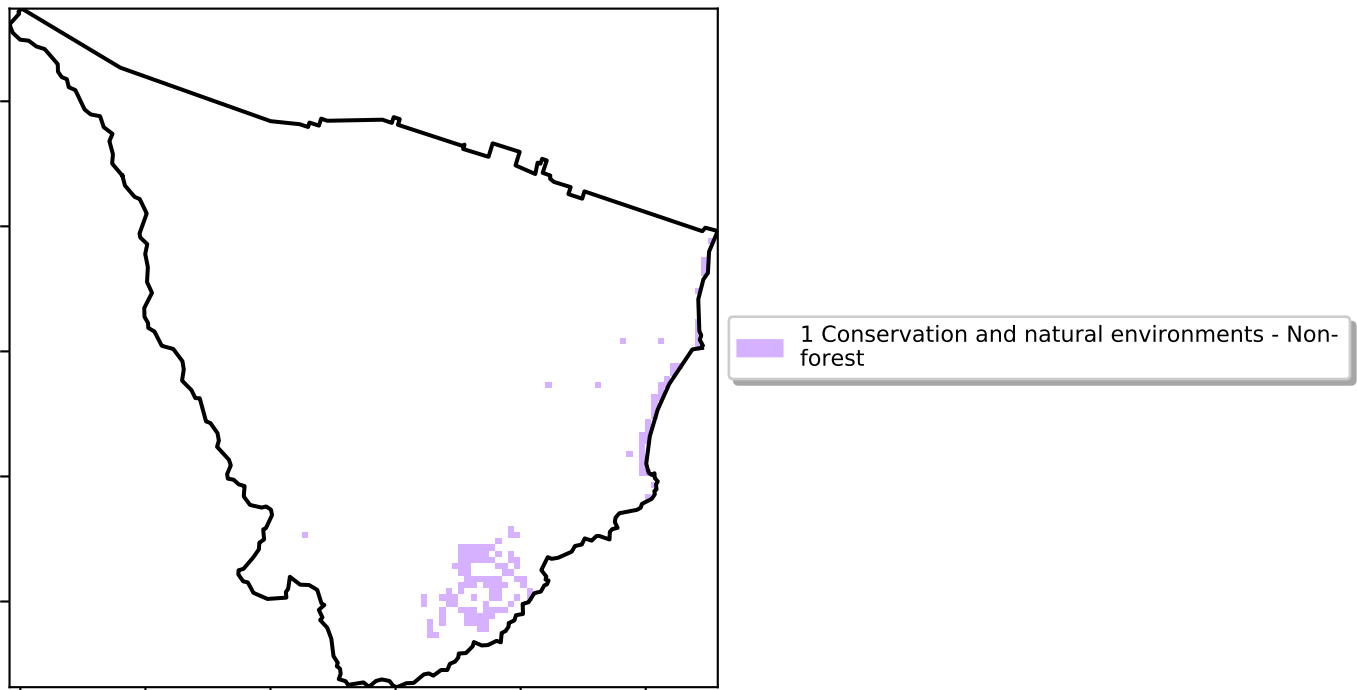 1 Conservation and natural environments - Non-
forest